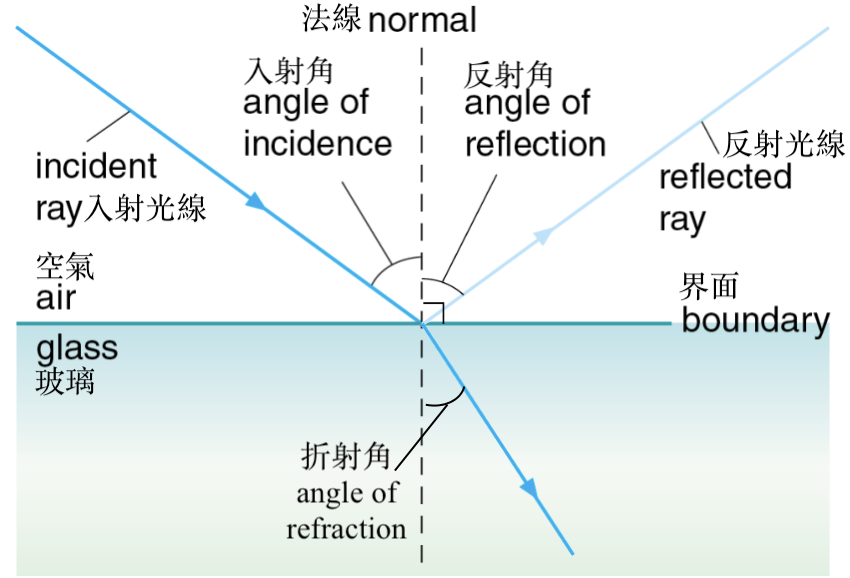 法線 normal
入射角
angle of
incidence
反射角
angle of
reflection
incident
ray入射光線
反射光線
reflected
ray
空氣
air
界面
boundary
glass
玻璃
折射角
angle of
refraction